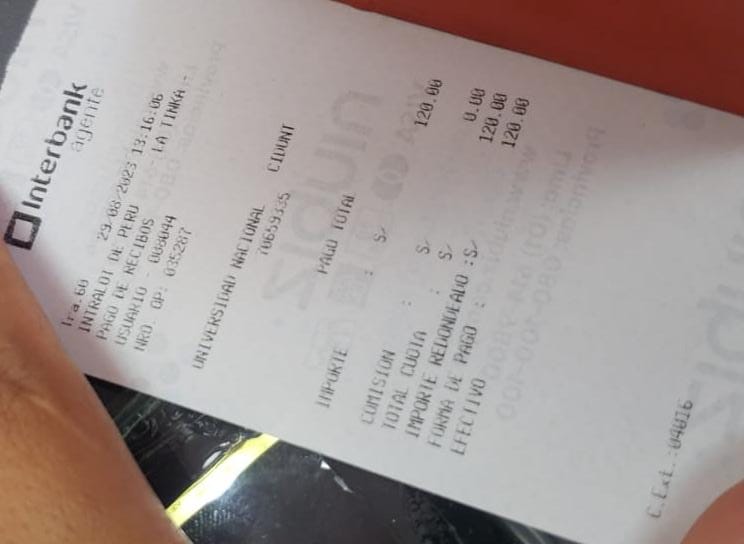 Interbank
agente
Tra.60 29-08-2023 13:16:06
INTRALOT DE PERU - LA TINKA -
PAGO DE RECIBOS
USUARIO - 008044
NRO. OP: 035287
UNIVERSIDAD NACIONAL CIDUNT
70659335
PAGO TOTAL
IMPORTE : S/ 120.00
COMISION : S/ 0.00
TOTAL CUOTA : S/ 120.00
IMPORTE REDONDEADO :S/ 120.00
FORMA DE PAGO :
EFECTIVO
C.Ext.:04016